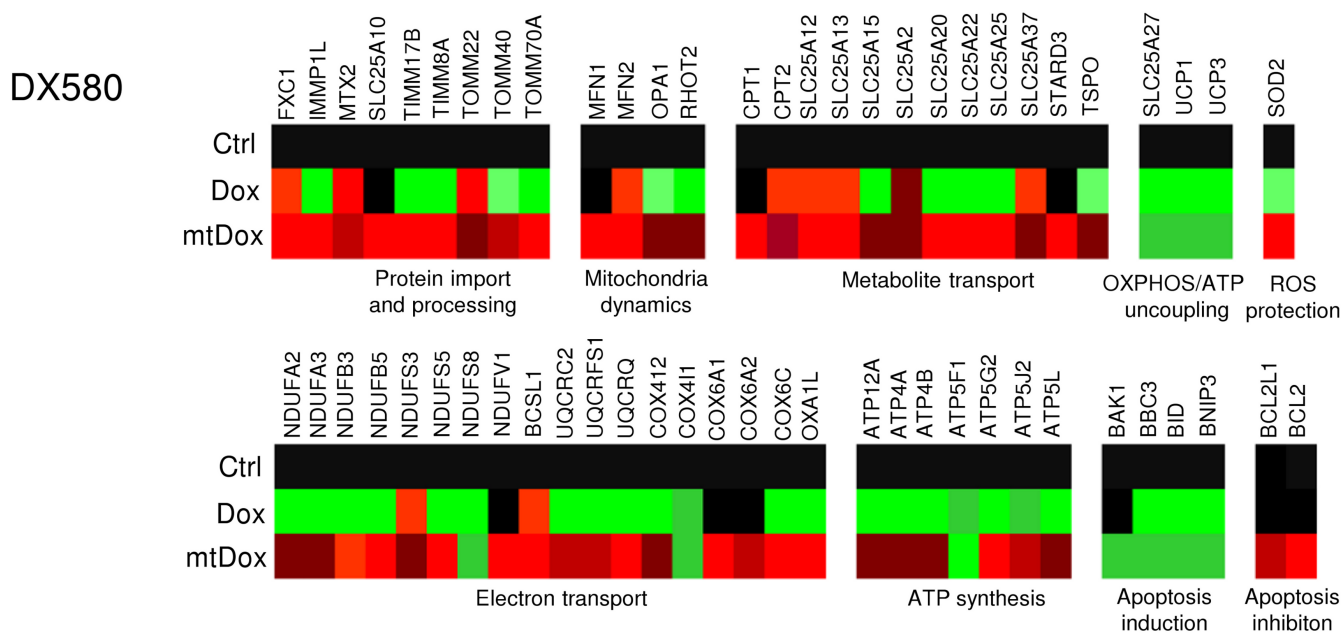 DX580
FXC1 IMMP1L MTX2 SLC25A10 TIMM17B TIMM8A TOMM22 TOMM40 TOMM70A MFN1 MFN2 OPA1 RHOT2 CPT1 CPT2 SLC25A12 SLC25A13 SLC25A15 SLC25A2 SLC25A20 SLC25A22 SLC25A25 SLC25A37 STARD3 TSPO SLC25A27 UCP1 UCP3 SOD2
Ctrl
Dox
mtDox
Protein import
and processing
Mitochondria
dynamics
Metabolite transport
OXPHOS/ATP
uncoupling
ROS
protection
NDUFA2 NDUFA3 NDUFB3 NDUFB5 NDUFS3 NDUFS5 NDUFS8 NDUFV1 BCSL1 UQCRC2 UQCRFS1 UQCRQ COX412 COX4I1 COX6A1 COX6A2 COX6C OXA1L ATP12A ATP4A ATP4B ATP5F1 ATP5G2 ATP5J2 ATP5L BAK1 BBC3 BID BNIP3 BCL2L1 BCL2
Ctrl
Dox
mtDox
Electron transport
ATP synthesis
Apoptosis
induction
Apoptosis
inhibiton